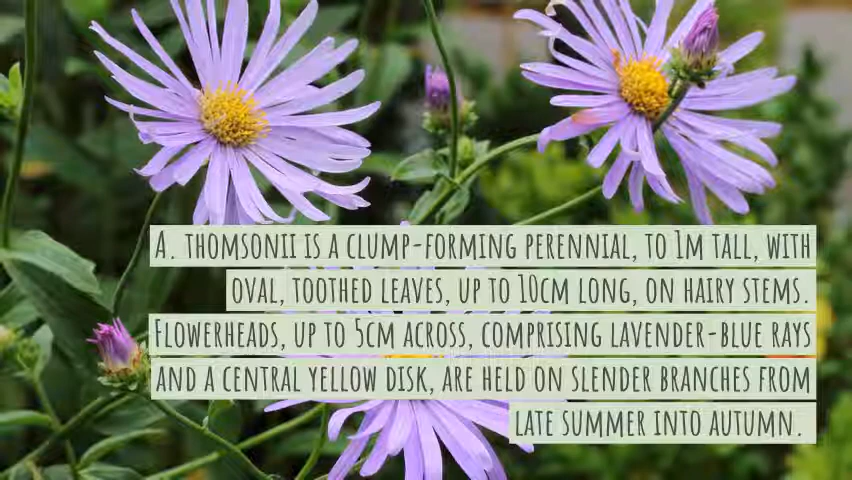 A. THOMSONII IS A CLUMP-FORMING PERENNIAL, TO 1M TALL, WITH
OVAL, TOOTHED LEAVES, UP TO 10CM LONG, ON HAIRY STEMS.
FLOWERHEADS, UP TO 5CM ACROSS, COMPRISING LAVENDER-BLUE RAYS
AND A CENTRAL YELLOW DISK, ARE HELD ON SLENDER BRANCHES FROM
LATE SUMMER INTO AUTUMN.